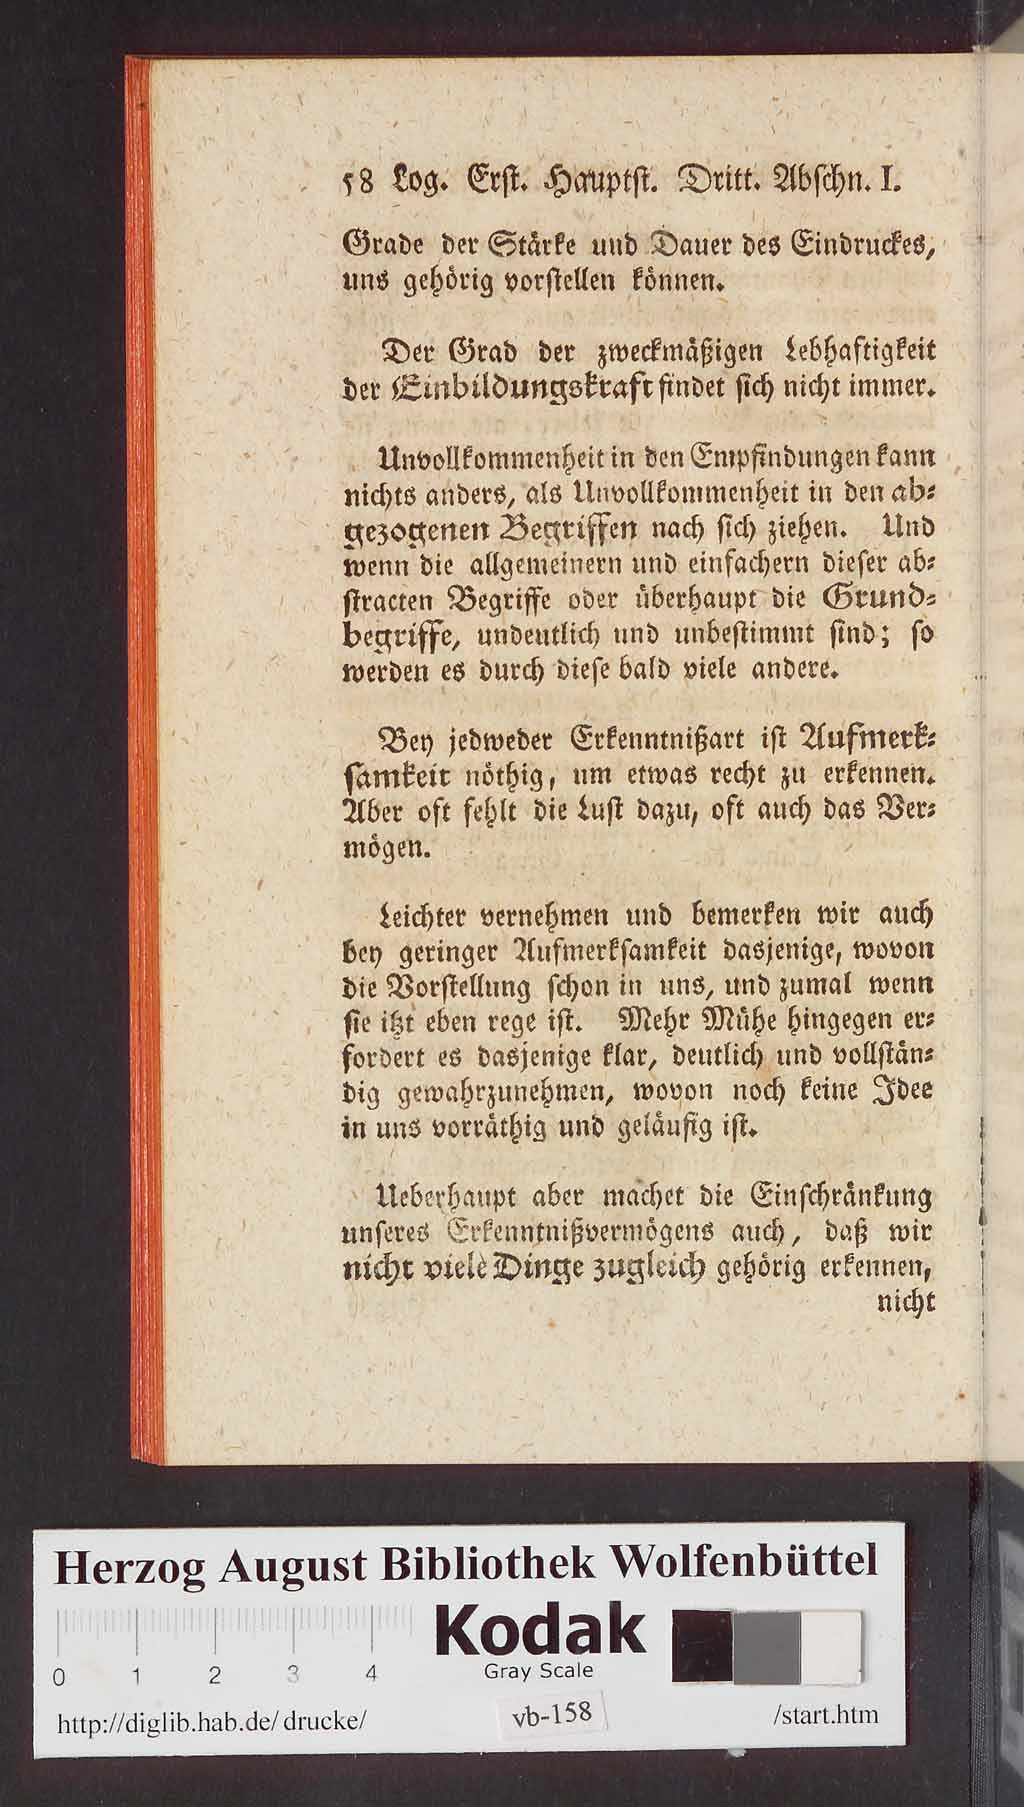 58 Log. Erst. Hauptst. Dritt. Abschn. I.
Grade der Stärke und Dauer des Eindruckes,
uns gehörig vorstellen können.
Der Grad der zweckmäßigen Lebhaftigkeit
der Einbildungskraft findet sich nicht immer.
Unvollkommenheit in den Empfindungen kann
nichts anders, als Unvollkommenheit in den ab⸗
gezogenen Begriffen nach sich ziehen. Und
wenn die allgemeinern und einfachern dieser ab⸗
stracten Begriffe oder überhaupt die Grund⸗
begriffe, undeutlich und unbestimmt sind; so
werden es durch diese bald viele andere.
Bey jedweder Erkenntnißart ist Aufmerk⸗
samkeit nöthig, um etwas recht zu erkennen.
Aber oft fehlt die Lust dazu, oft auch das Ver⸗
mögen.
Leichter vernehmen und bemerken wir auch
bey geringer Aufmerksamkeit dasjenige, wovon
die Vorstellung schon in uns, und zumal wenn
sie itzt eben rege ist. Mehr Mühe hingegen er⸗
fordert es dasjenige klar, deutlich und vollstän⸗
dig gewahrzunehmen, wovon noch keine Idee
in uns vorräthig und geläufig ist.
Ueberhaupt aber machet die Einschränkung
unseres Erkenntnißvermögens auch, daß wir
nicht viele Dinge zugleich gehörig erkennen,
nicht
Herzog August Bibliothek Wolfenbüttel
Kodak
Gray Scale
0 1 2 3 4
http://diglib.hab.de/drucke/ vb-158 /start.htm